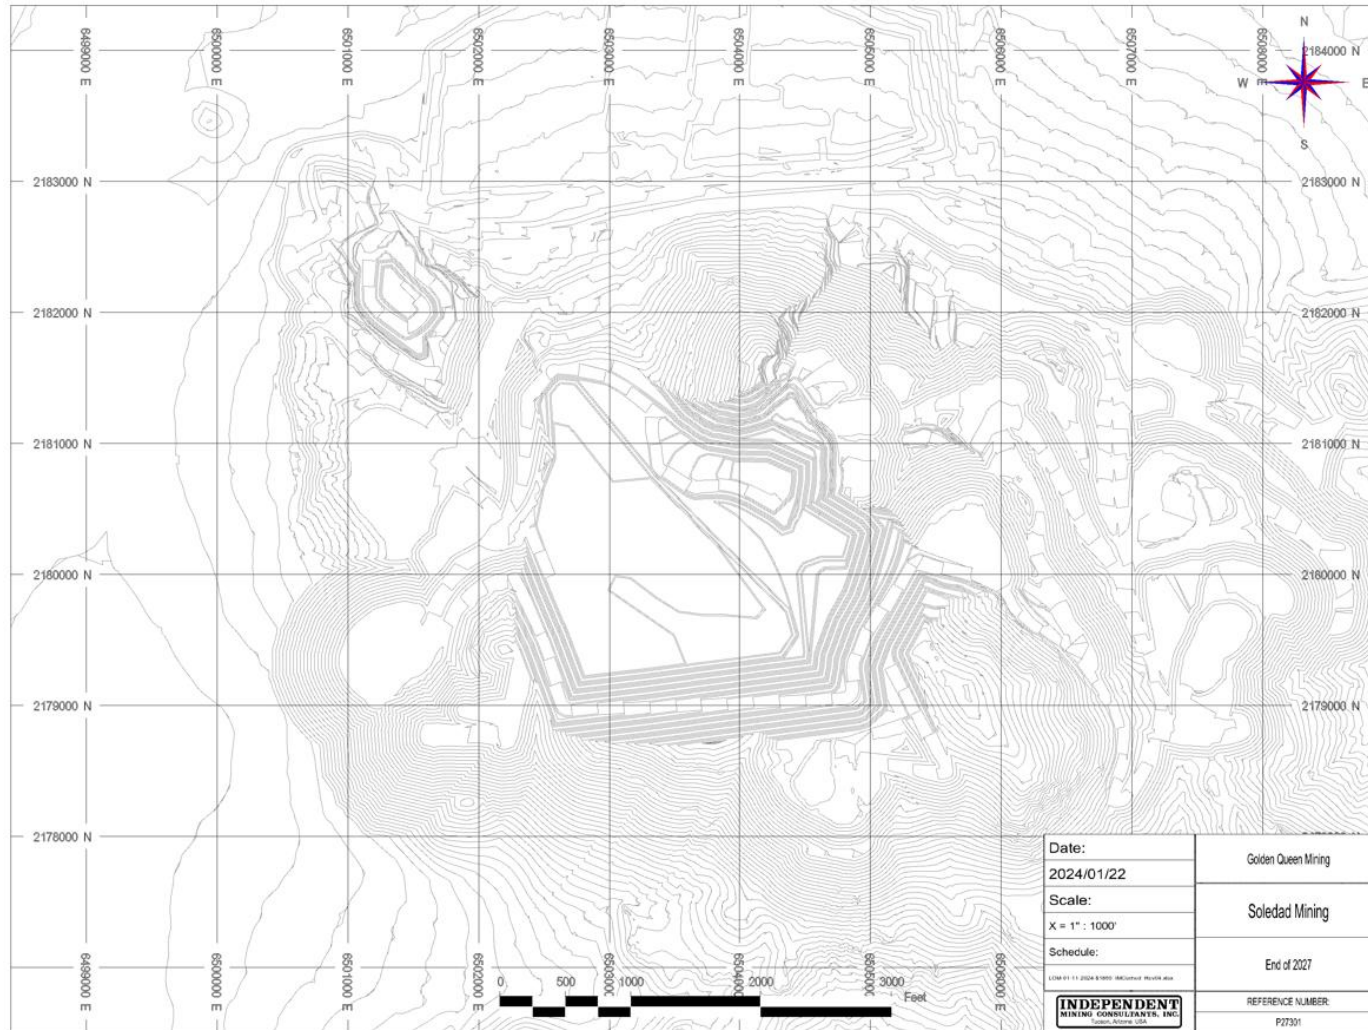 N
6499000 m
6500000 m
6501000 m
6502000 m
6503000 m
6504000 m
6505000 m
6506000 m
6507000 m
6508000 m
2184000 N
W
E
S
2183000 N
2183000 N
2182000 N
2182000 N
2181000 N
2181000 N
2180000 N
2180000 N
2179000 N
2179000 N
2178000 N
6499000 m
6500000 m
6501000 m
6502000 m
6503000 m
6504000 m
6505000 m
6506000 m
0 500 1000 2000 3000
Feet
Date:
2024/01/22
Scale:
X = 1" : 1000'
Schedule:
INDEPENDENT
MINING CONSULTANTS, INC.
Tucson, Arizona USA
Golden Queen Mining
Soledad Mining
End of 2027
REFERENCE NUMBER:
P27301